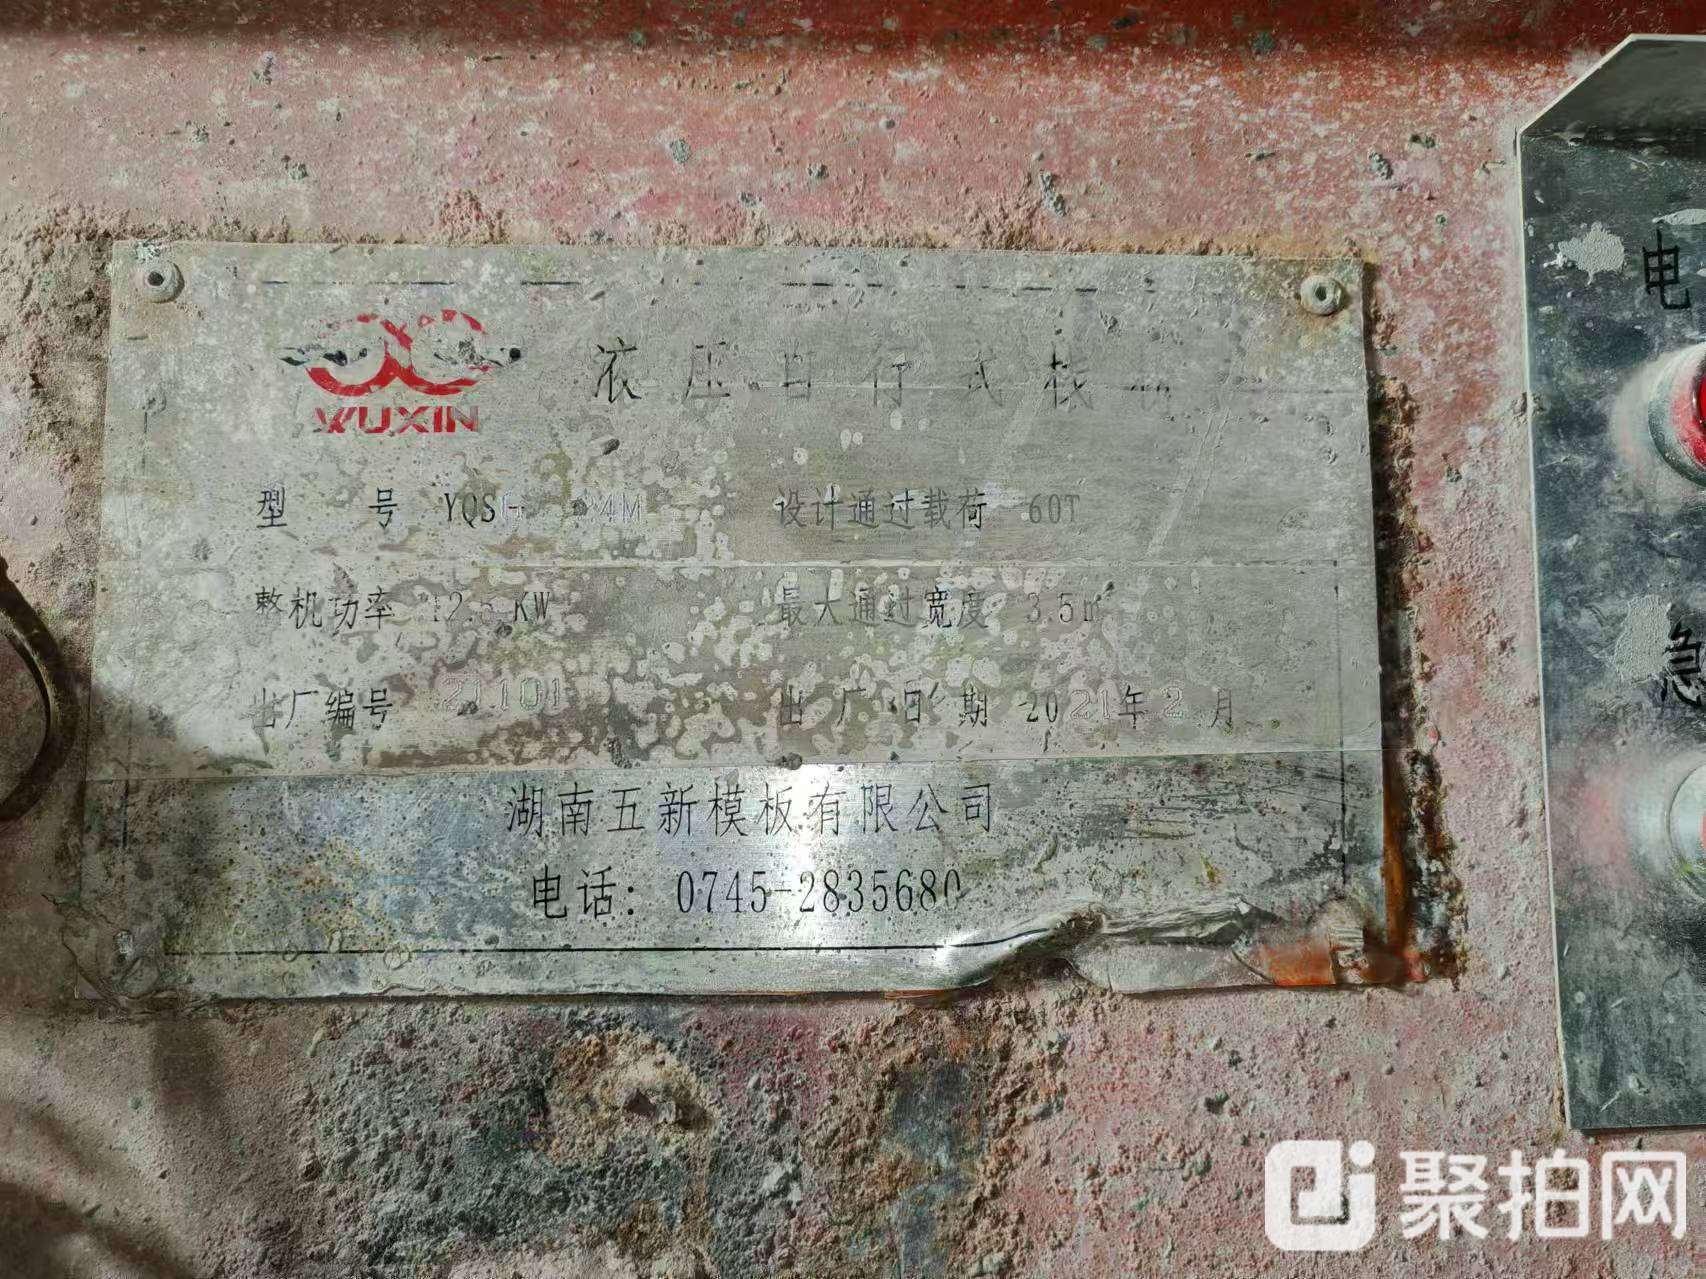 WUXIN
液压自行式栈
型号 设计通过载荷 60T
整机功率 KW 最大通过宽度 3.5m
出厂编号 21101 出厂日期 2021年2月
湖南五新模板有限公司
电话：0745-2835680
电
急
聚拍网